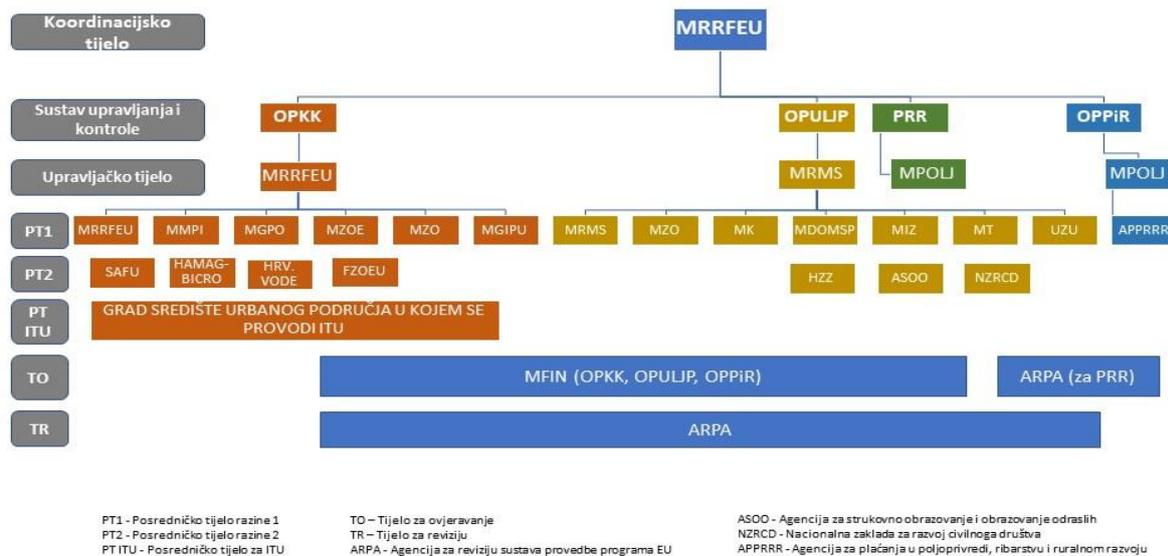 Koordinacijsko
tijelo
MRRFEU
Sustav upravljanja i
kontrole
OPKK
OPULJP
PRR
OPPiR
Upravljačko tijelo
MRRFEU
MRMS
MPOLJ
MPOLJ
PT1
MRRFEU
MMPI
MGPO
MZOE
MZO
MGIPU
MRMS
MZO
MK
MDOMSP
MIZ
MT
UZU
APPRRR
PT2
SAFU
HAMAG-
BICRO
HRV.
VODE
FZOEU
HZZ
ASOO
NZRCD
PT
ITU
GRAD SREDIŠTE URBANOG PODRUČJA U KOJEM SE
PROVODI ITU
TO
MFIN (OPKK, OPULJP, OPPiR)
ARPA (za PRR)
TR
ARPA
PT1 - Posredničko tijelo razine 1
PT2 - Posredničko tijelo razine 2
PT ITU - Posredničko tijelo za ITU
TO – Tijelo za ovjeravanje
TR – Tijelo za reviziju
ARPA - Agencija za reviziju sustava provedbe programa EU
ASOO - Agencija za strukovno obrazovanje i obrazovanje odraslih
NZRCD - Nacionalna zaklada za razvoj civilnoga društva
APPRRR - Agencija za plaćanja u poljoprivredi, ribarstvu i ruralnom razvoju